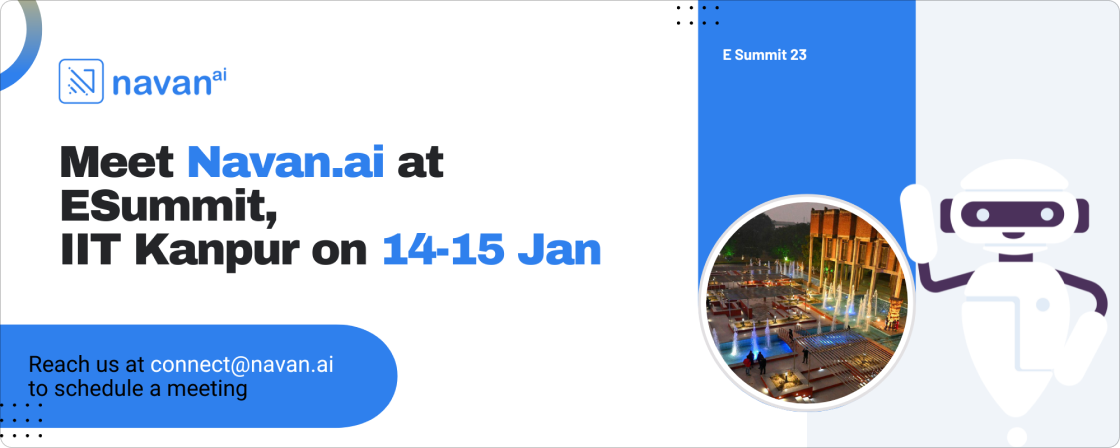 navan ai
E Summit 23
Meet Navan.ai at
ESummit,
IIT Kanpur on 14-15 Jan
Reach us at connect@navan.ai
to schedule a meeting